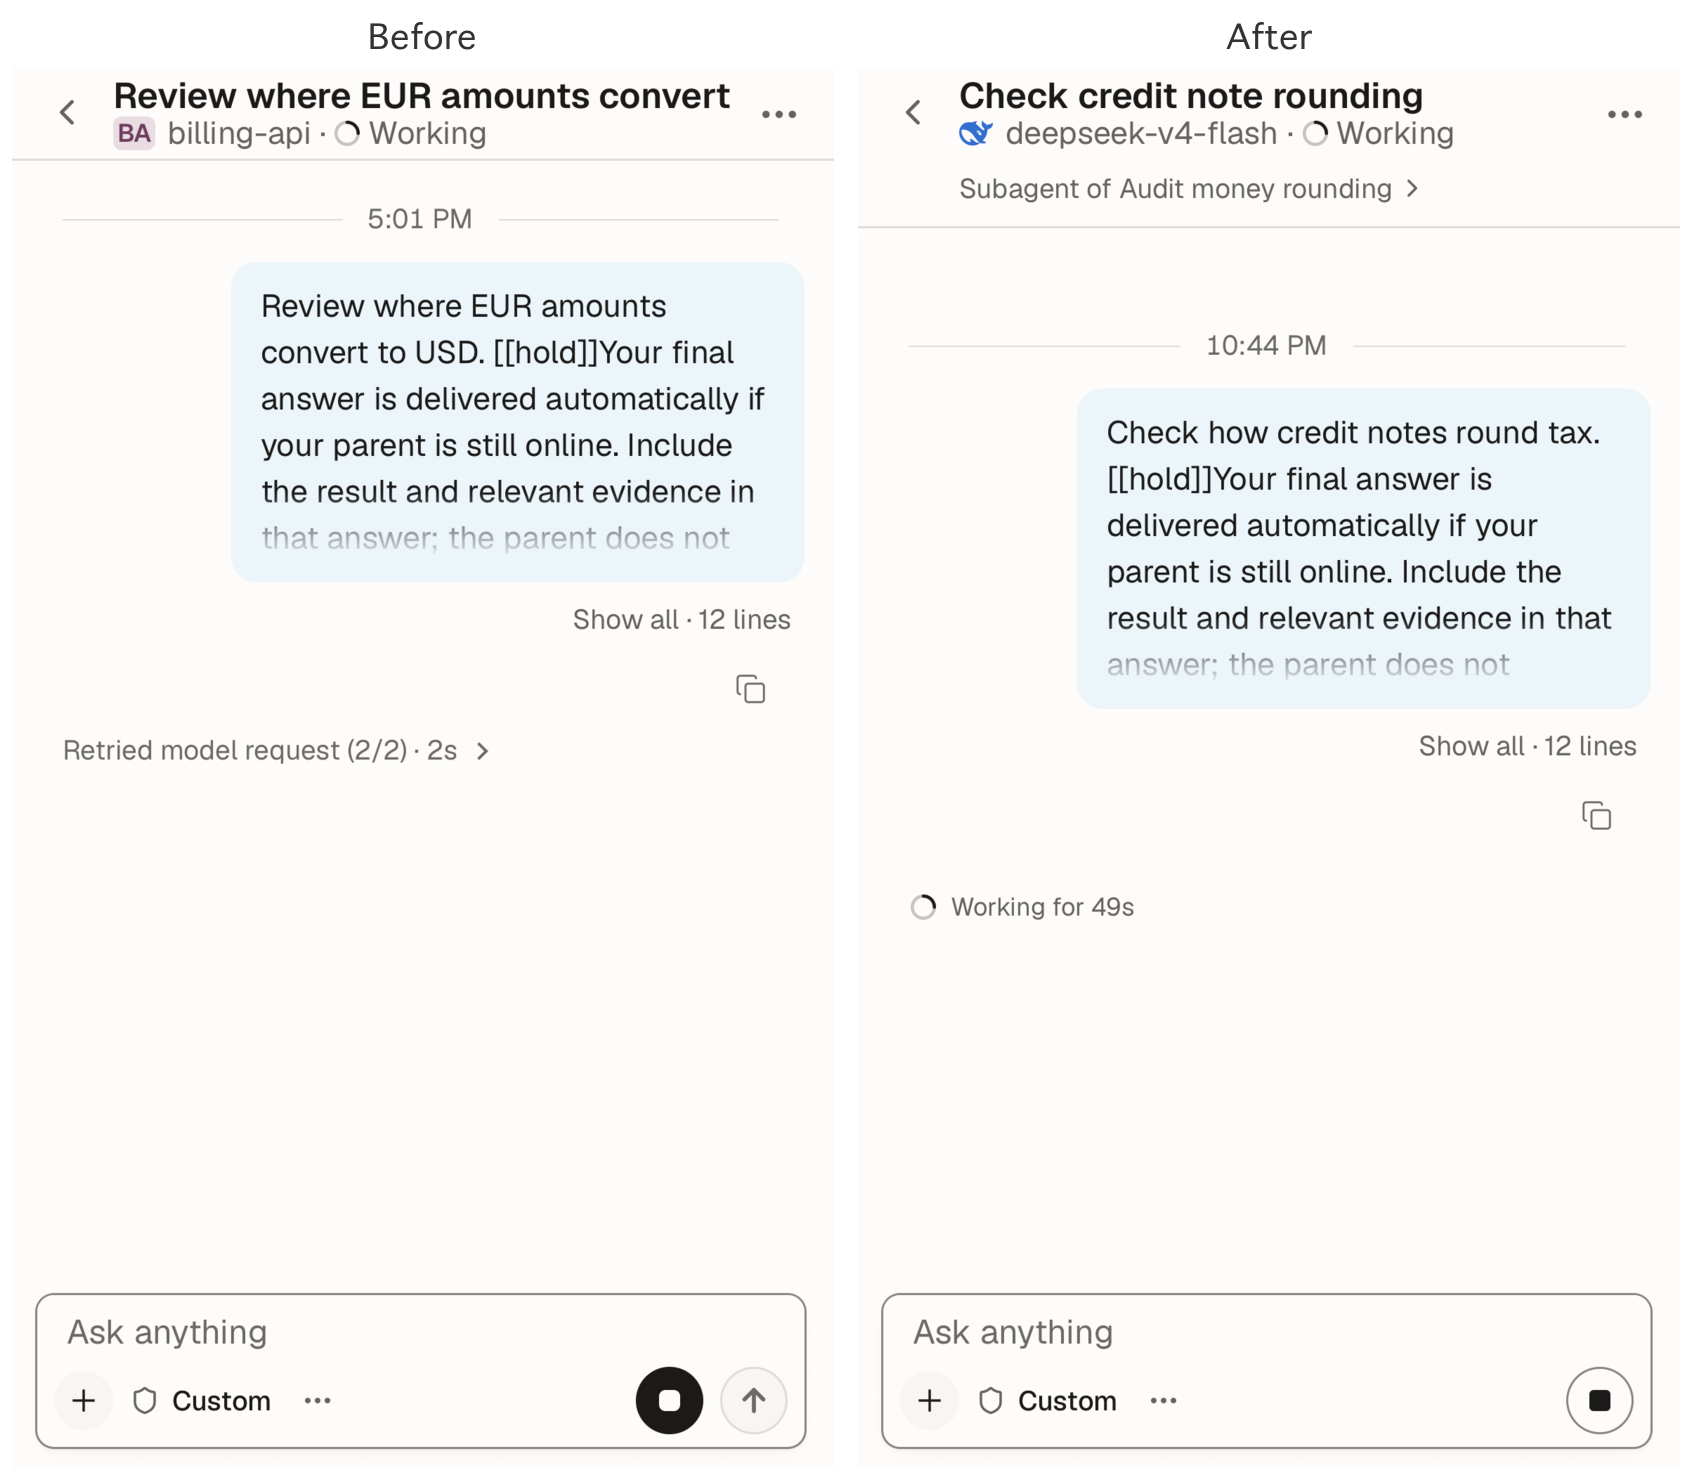 Before
Review where EUR amounts convert
BA billing-api · Working
5:01 PM
Review where EUR amounts
convert to USD. [[hold]]Your final
answer is delivered automatically if
your parent is still online. Include
the result and relevant evidence in
that answer; the parent does not
Show all · 12 lines
Retried model request (2/2) · 2s
Ask anything
Custom
After
Check credit note rounding
deepseek-v4-flash · Working
Subagent of Audit money rounding
10:44 PM
Check how credit notes round tax.
[[hold]]Your final answer is
delivered automatically if your
parent is still online. Include the
result and relevant evidence in that
answer; the parent does not
Show all · 12 lines
Working for 49s
Ask anything
Custom